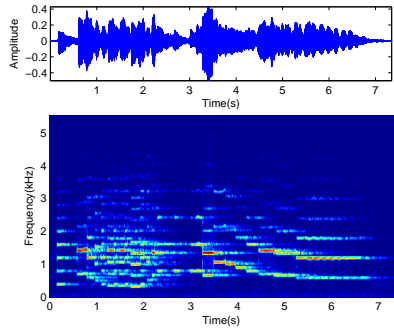 0.4
0.2
0
−0.2
−0.4
Amplitude
1 2 3 4 5 6 7
Time(s)
5
4
3
2
1
0
Frequency(kHz)
0 1 2 3 4 5 6 7
Time(s)